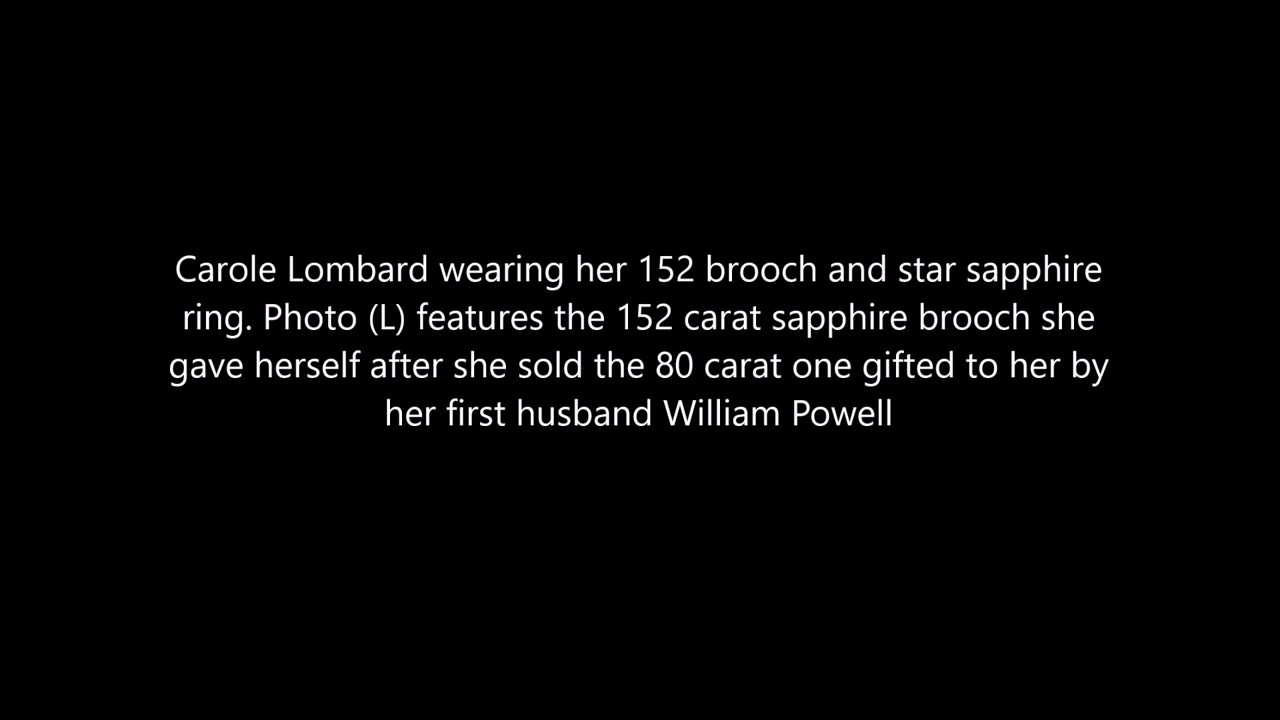 Carole Lombard wearing her 152 brooch and star sapphire
ring. Photo (L) features the 152 carat sapphire brooch she
gave herself after she sold the 80 carat one gifted to her by
her first husband William Powell